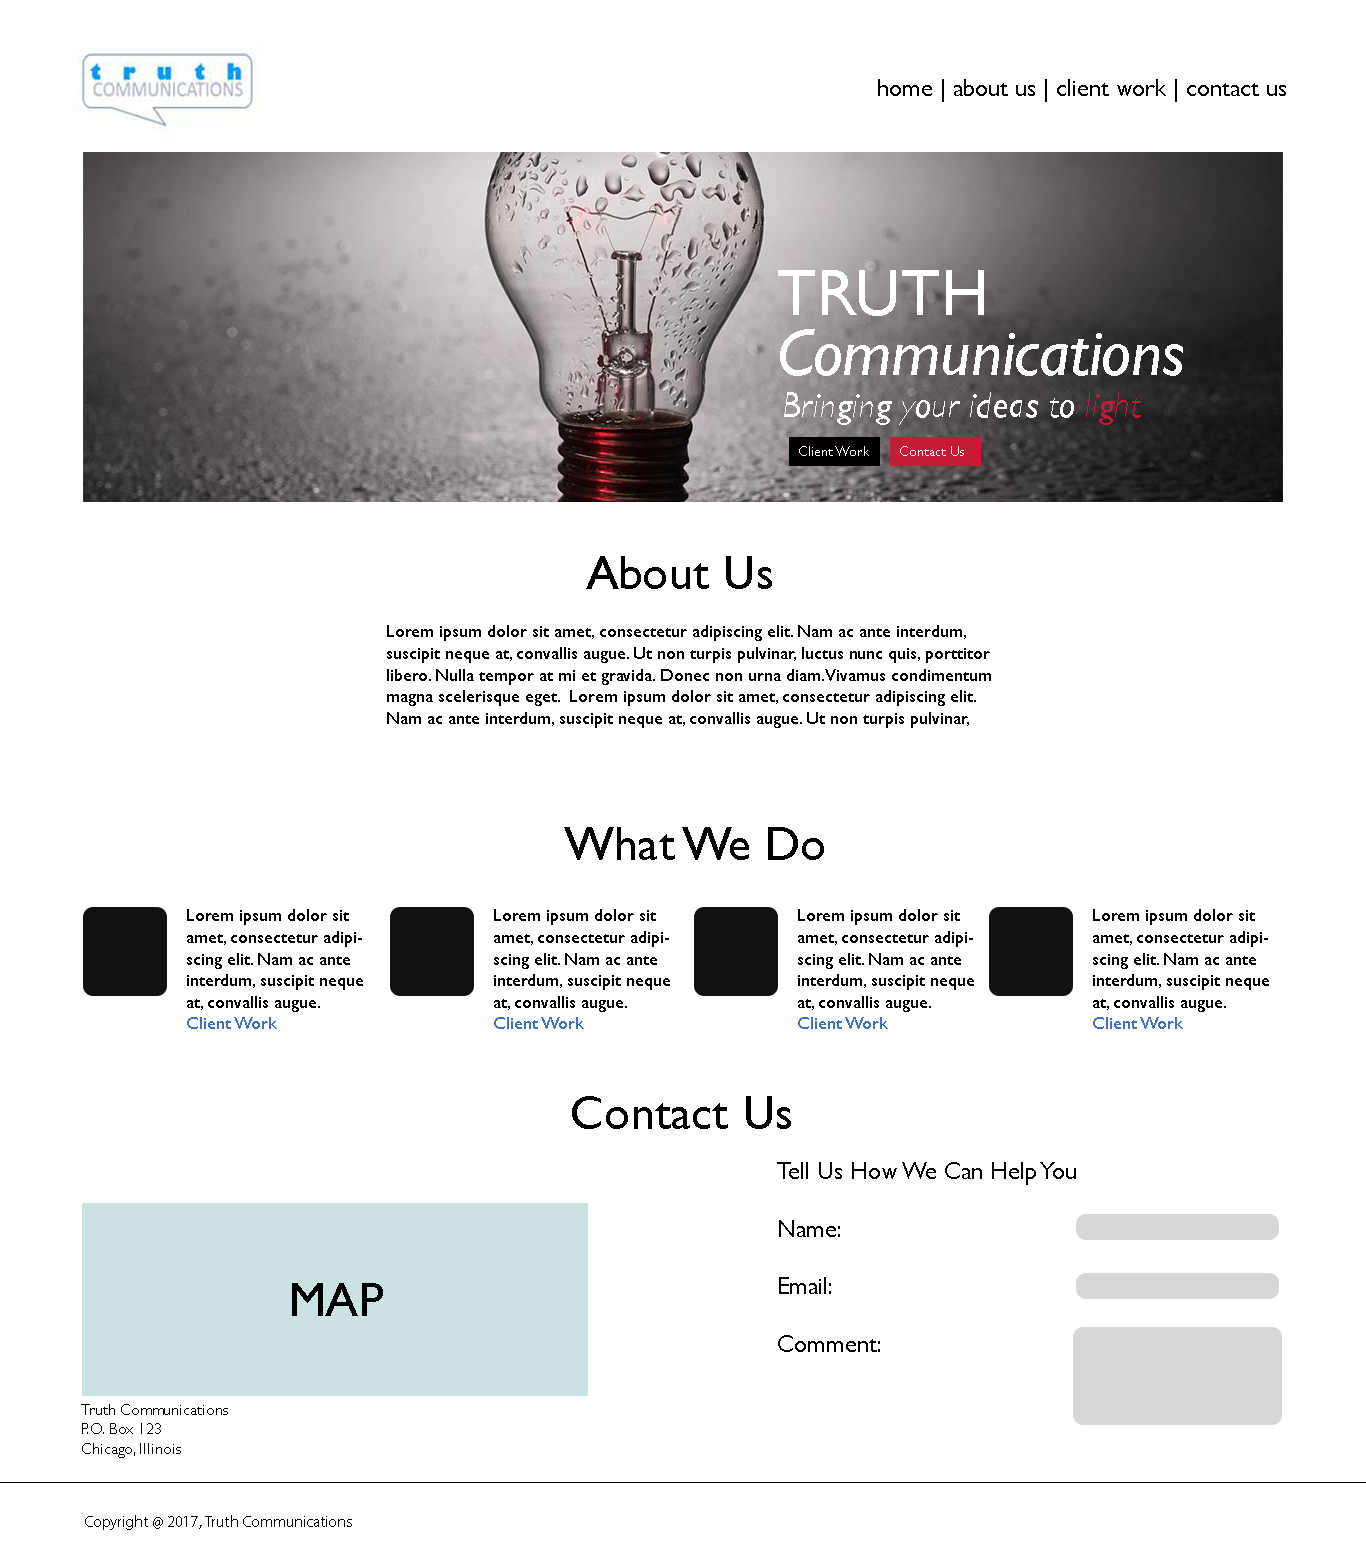 truth
COMMUNICATIONS
home | about us | client work | contact us
TRUTH
Communications
Bringing your ideas to light
Client Work
Contact Us
About Us
Lorem ipsum dolor sit amet, consectetur adipiscing elit. Nam ac ante interdum,
suscipit neque at, convallis augue. Ut non turpis pulvinar, luctus nunc quis, porttitor
libero. Nulla tempor at mi et gravida. Donec non urna diam. Vivamus condimentum
magna scelerisque eget.  Lorem ipsum dolor sit amet, consectetur adipiscing elit.
Nam ac ante interdum, suscipit neque at, convallis augue. Ut non turpis pulvinar,
What We Do
Lorem ipsum dolor sit
amet, consectetur adipi-
scing elit. Nam ac ante
interdum, suscipit neque
at, convallis augue.
Client Work
Lorem ipsum dolor sit
amet, consectetur adipi-
scing elit. Nam ac ante
interdum, suscipit neque
at, convallis augue.
Client Work
Lorem ipsum dolor sit
amet, consectetur adipi-
scing elit. Nam ac ante
interdum, suscipit neque
at, convallis augue.
Client Work
Lorem ipsum dolor sit
amet, consectetur adipi-
scing elit. Nam ac ante
interdum, suscipit neque
at, convallis augue.
Client Work
Contact Us
MAP
Truth Communications
P.O. Box 123
Chicago, Illinois
Tell Us How We Can Help You
Name:
Email:
Comment:
Copyright @ 2017, Truth Communications